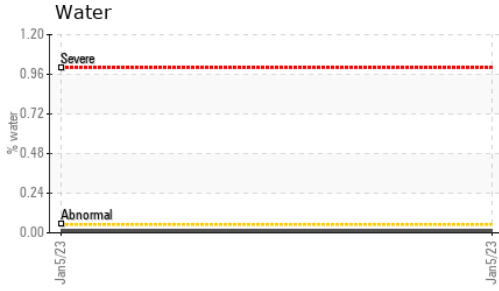 Water
1.20
Severe
0.96
0.72
% water
0.48
0.24
Abnormal
0.00
Jan5/23
Jan5/23